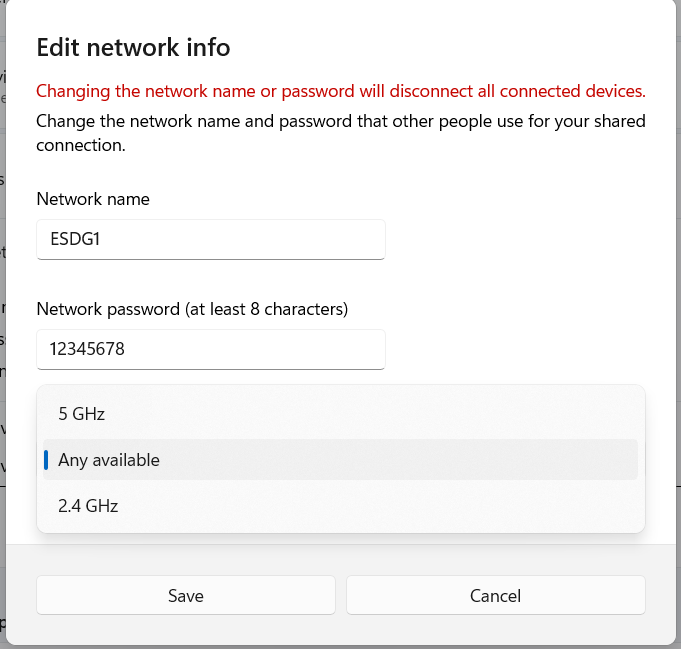 Edit network info
Changing the network name or password will disconnect all connected devices.
Change the network name and password that other people use for your shared
connection.
Network name
ESDG1
Network password (at least 8 characters)
12345678
5 GHz
Any available
2.4 GHz
Save
Cancel